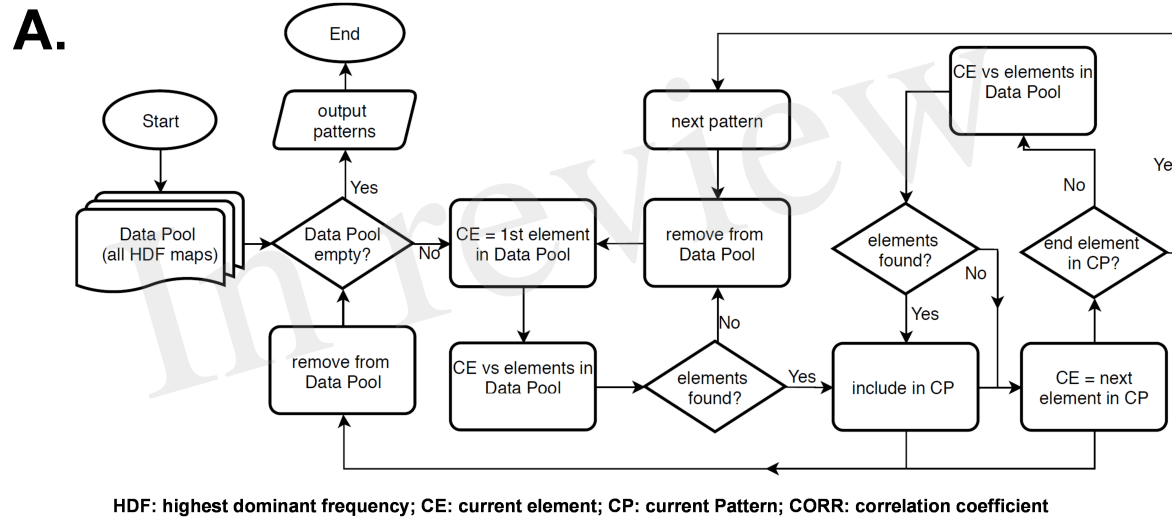 A.
End
Start
output
patterns
Yes
Data Pool
(all HDF maps)
Data Pool
empty?
No
remove from
Data Pool
CE = 1st element
in Data Pool
CE vs elements in
Data Pool
next pattern
remove from
Data Pool
No
elements
found?
Yes
CE vs elements in
Data Pool
elements
found?
No
Yes
include in CP
No
end element
in CP?
Ye
CE = next
element in CP
In review
HDF: highest dominant frequency; CE: current element; CP: current Pattern; CORR: correlation coefficient